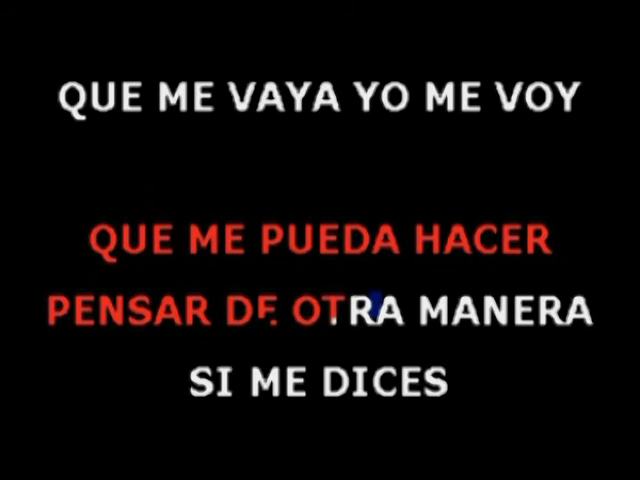 QUE ME VAYA YO ME VOY
QUE ME PUEDA HACER
PENSAR DE OTRA MANERA
SI ME DICES